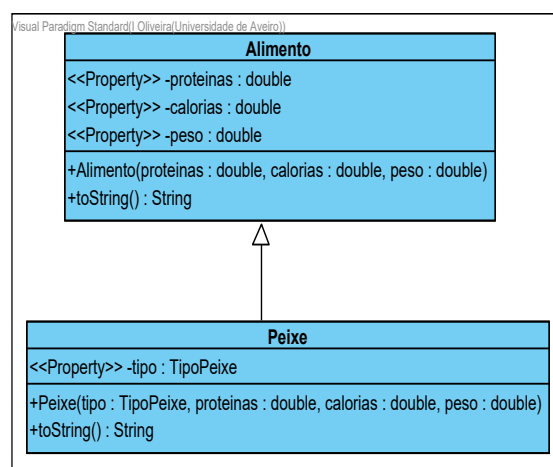 Visual Paradigm Standard(I Oliveira(Universidade de Aveiro))
Alimento
<<Property>> -proteinas : double
<<Property>> -calorias : double
<<Property>> -peso : double
+Alimento(proteinas : double, calorias : double, peso : double)
+toString() : String
Peixe
<<Property>> -tipo : TipoPeixe
+Peixe(tipo : TipoPeixe, proteinas : double, calorias : double, peso : double)
+toString() : String